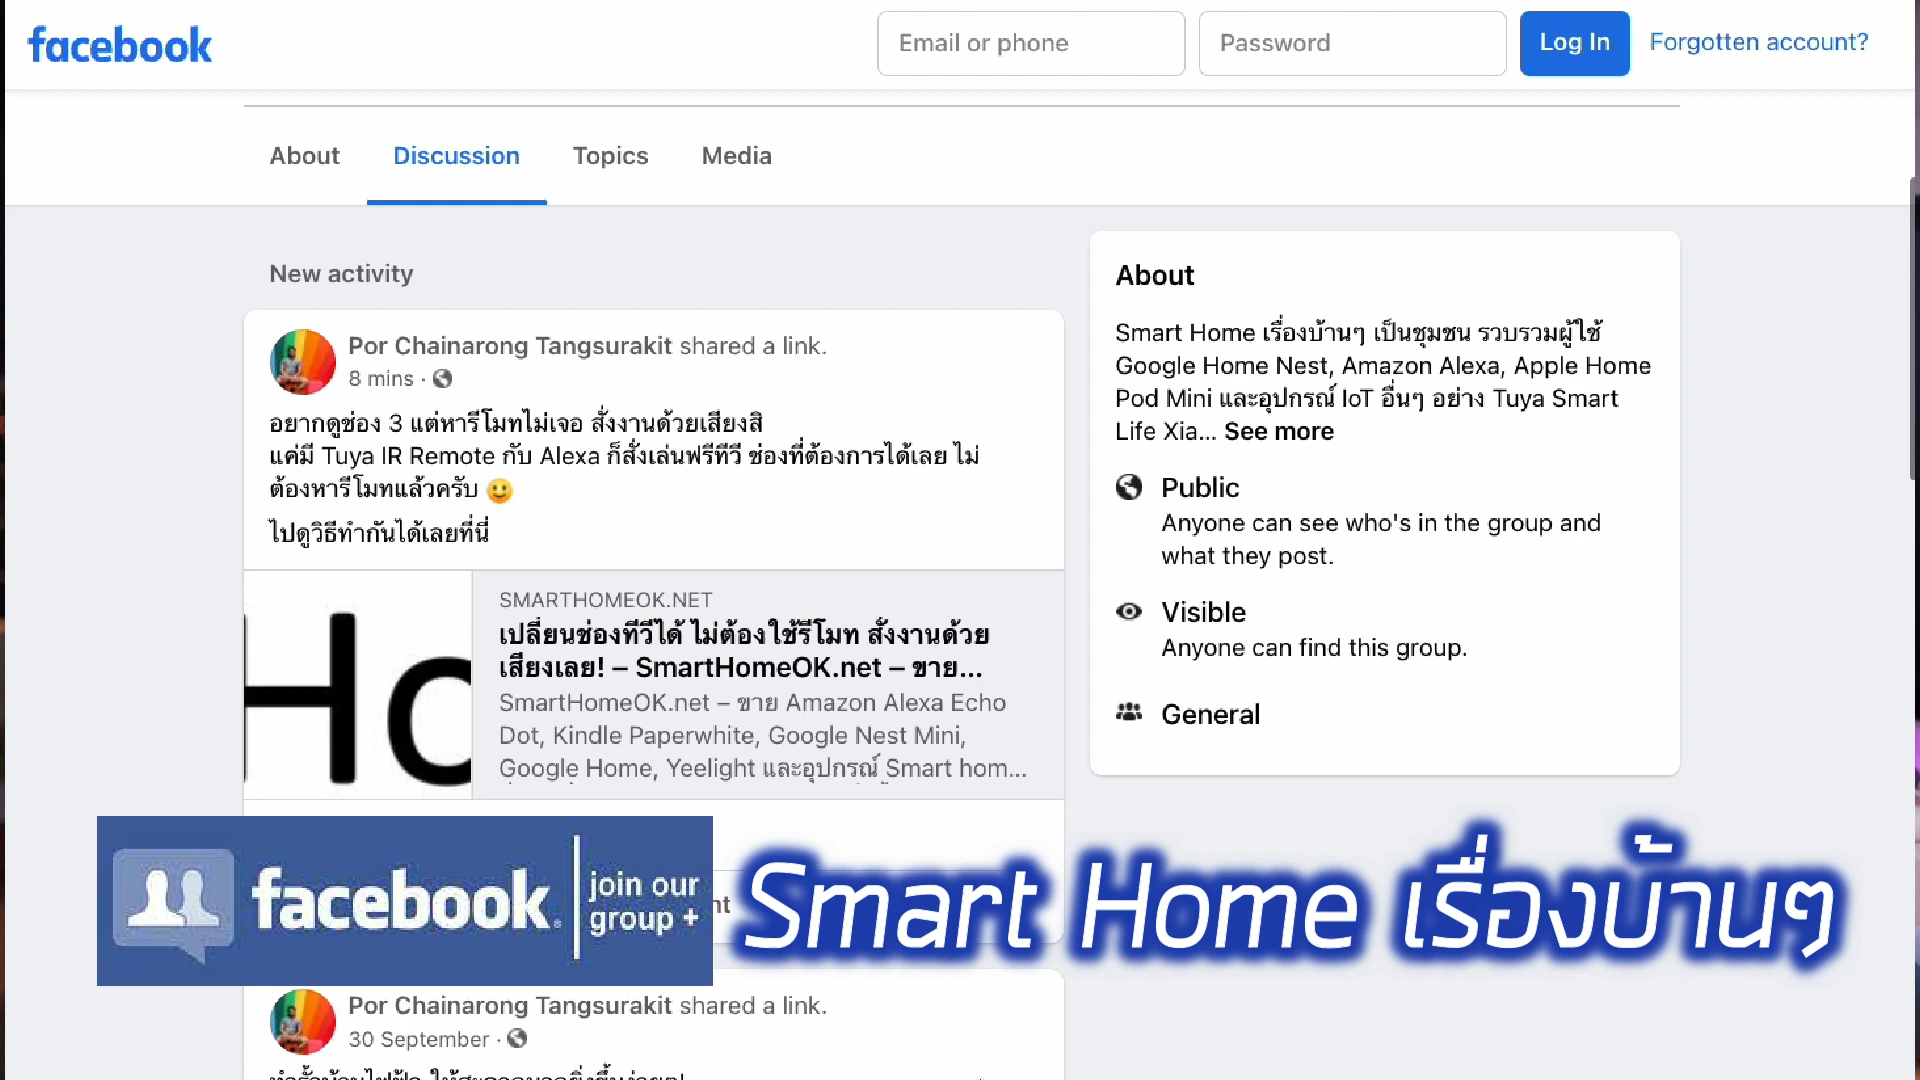 facebook
Email or phone
Password
Log In
Forgotten account?
About
Discussion
Topics
Media
New activity
Por Chainarong Tangsurakit shared a link.
8 mins ·
อยากดูช่อง 3 แต่หารีโมทไม่เจอ สั่งงานด้วยเสียงสิ
แค่มี Tuya IR Remote กับ Alexa ก็สั่งเล่นฟรีทีวี ช่องที่ต้องการได้เลย ไม่
ต้องหารีโมทแล้วครับ 🙂
ไปดูวิธีทำกันได้เลยที่นี่
Ho
SMARTHOMEOK.NET
เปลี่ยนช่องทีวีได้ ไม่ต้องใช้รีโมท สั่งงานด้วย
เสียงเลย! – SmartHomeOK.net – ขาย...
SmartHomeOK.net – ขาย Amazon Alexa Echo
Dot, Kindle Paperwhite, Google Nest Mini,
Google Home, Yeelight และอุปกรณ์ Smart hom...
About
Smart Home เรื่องบ้านๆ เป็นชุมชน รวบรวมผู้ใช้
Google Home Nest, Amazon Alexa, Apple Home
Pod Mini และอุปกรณ์ IoT อื่นๆ อย่าง Tuya Smart
Life Xia... See more
Public
Anyone can see who's in the group and
what they post.
Visible
Anyone can find this group.
General
facebook®
join our
group +
nt
Smart Home เรื่องบ้านๆ
Por Chainarong Tangsurakit shared a link.
30 September ·